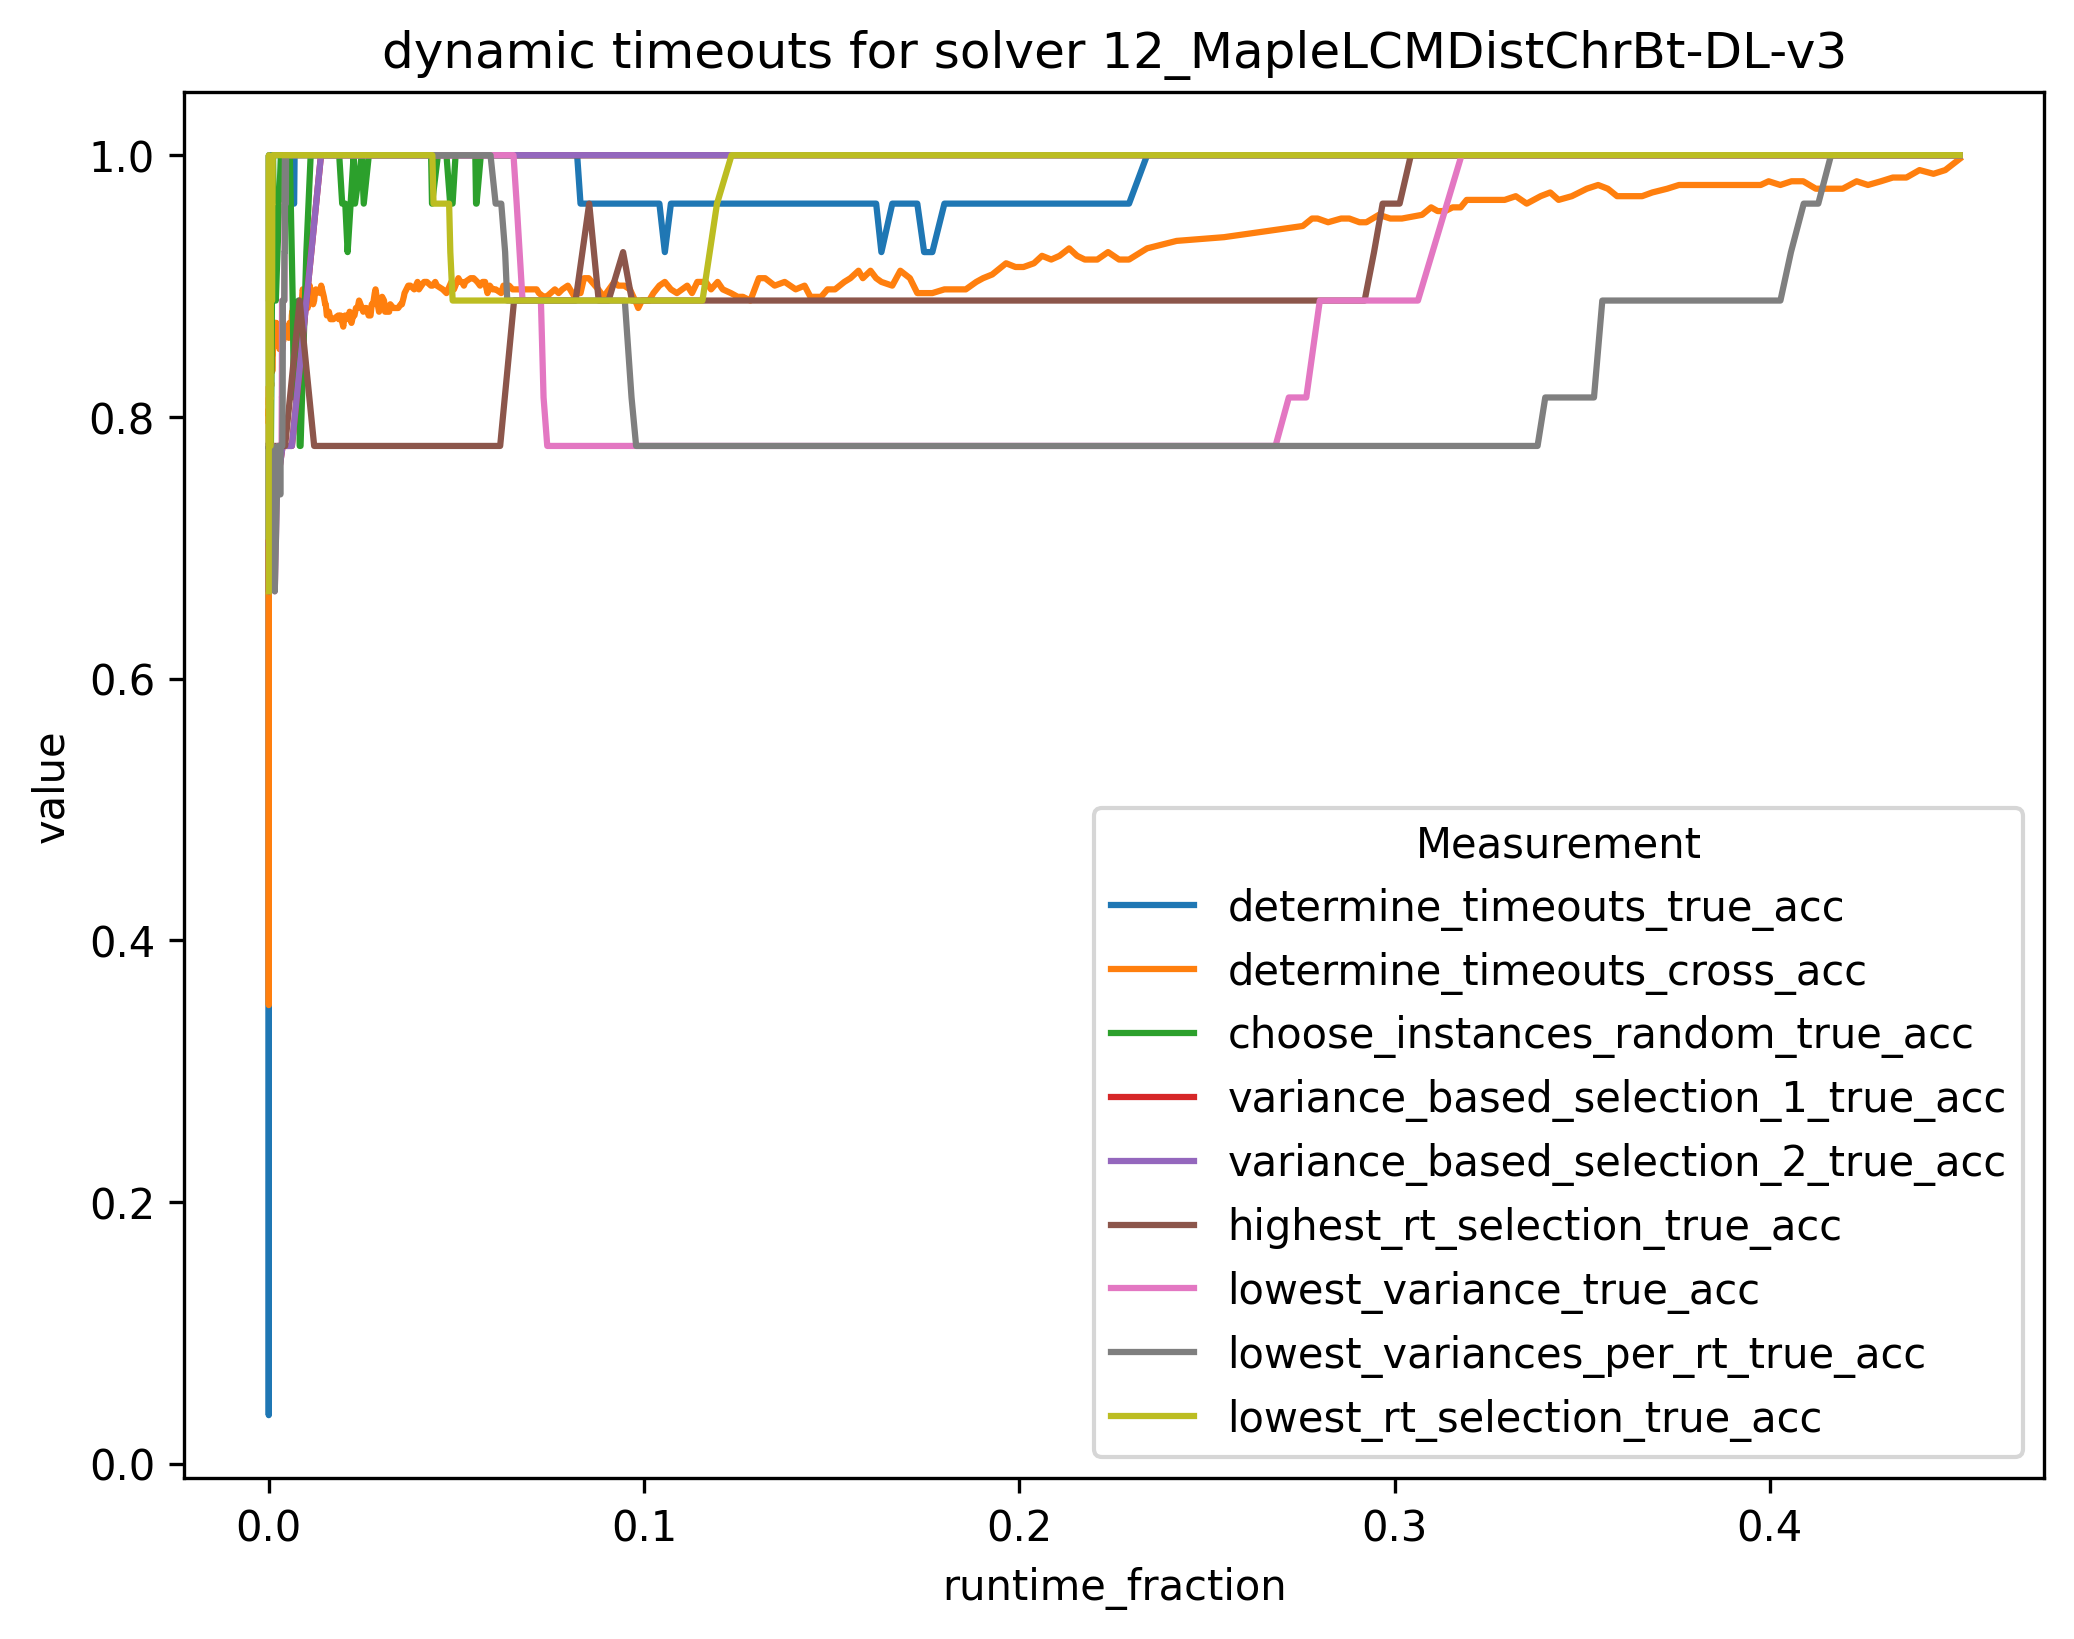 dynamic timeouts for solver 12_MapleLCMDistChrBt-DL-v3
1.0
0.8
0.6
0.4
0.2
0.0
value
0.0
0.1
0.2
0.3
0.4
runtime_fraction
Measurement
determine_timeouts_true_acc
determine_timeouts_cross_acc
choose_instances_random_true_acc
variance_based_selection_1_true_acc
variance_based_selection_2_true_acc
highest_rt_selection_true_acc
lowest_variance_true_acc
lowest_variances_per_rt_true_acc
lowest_rt_selection_true_acc